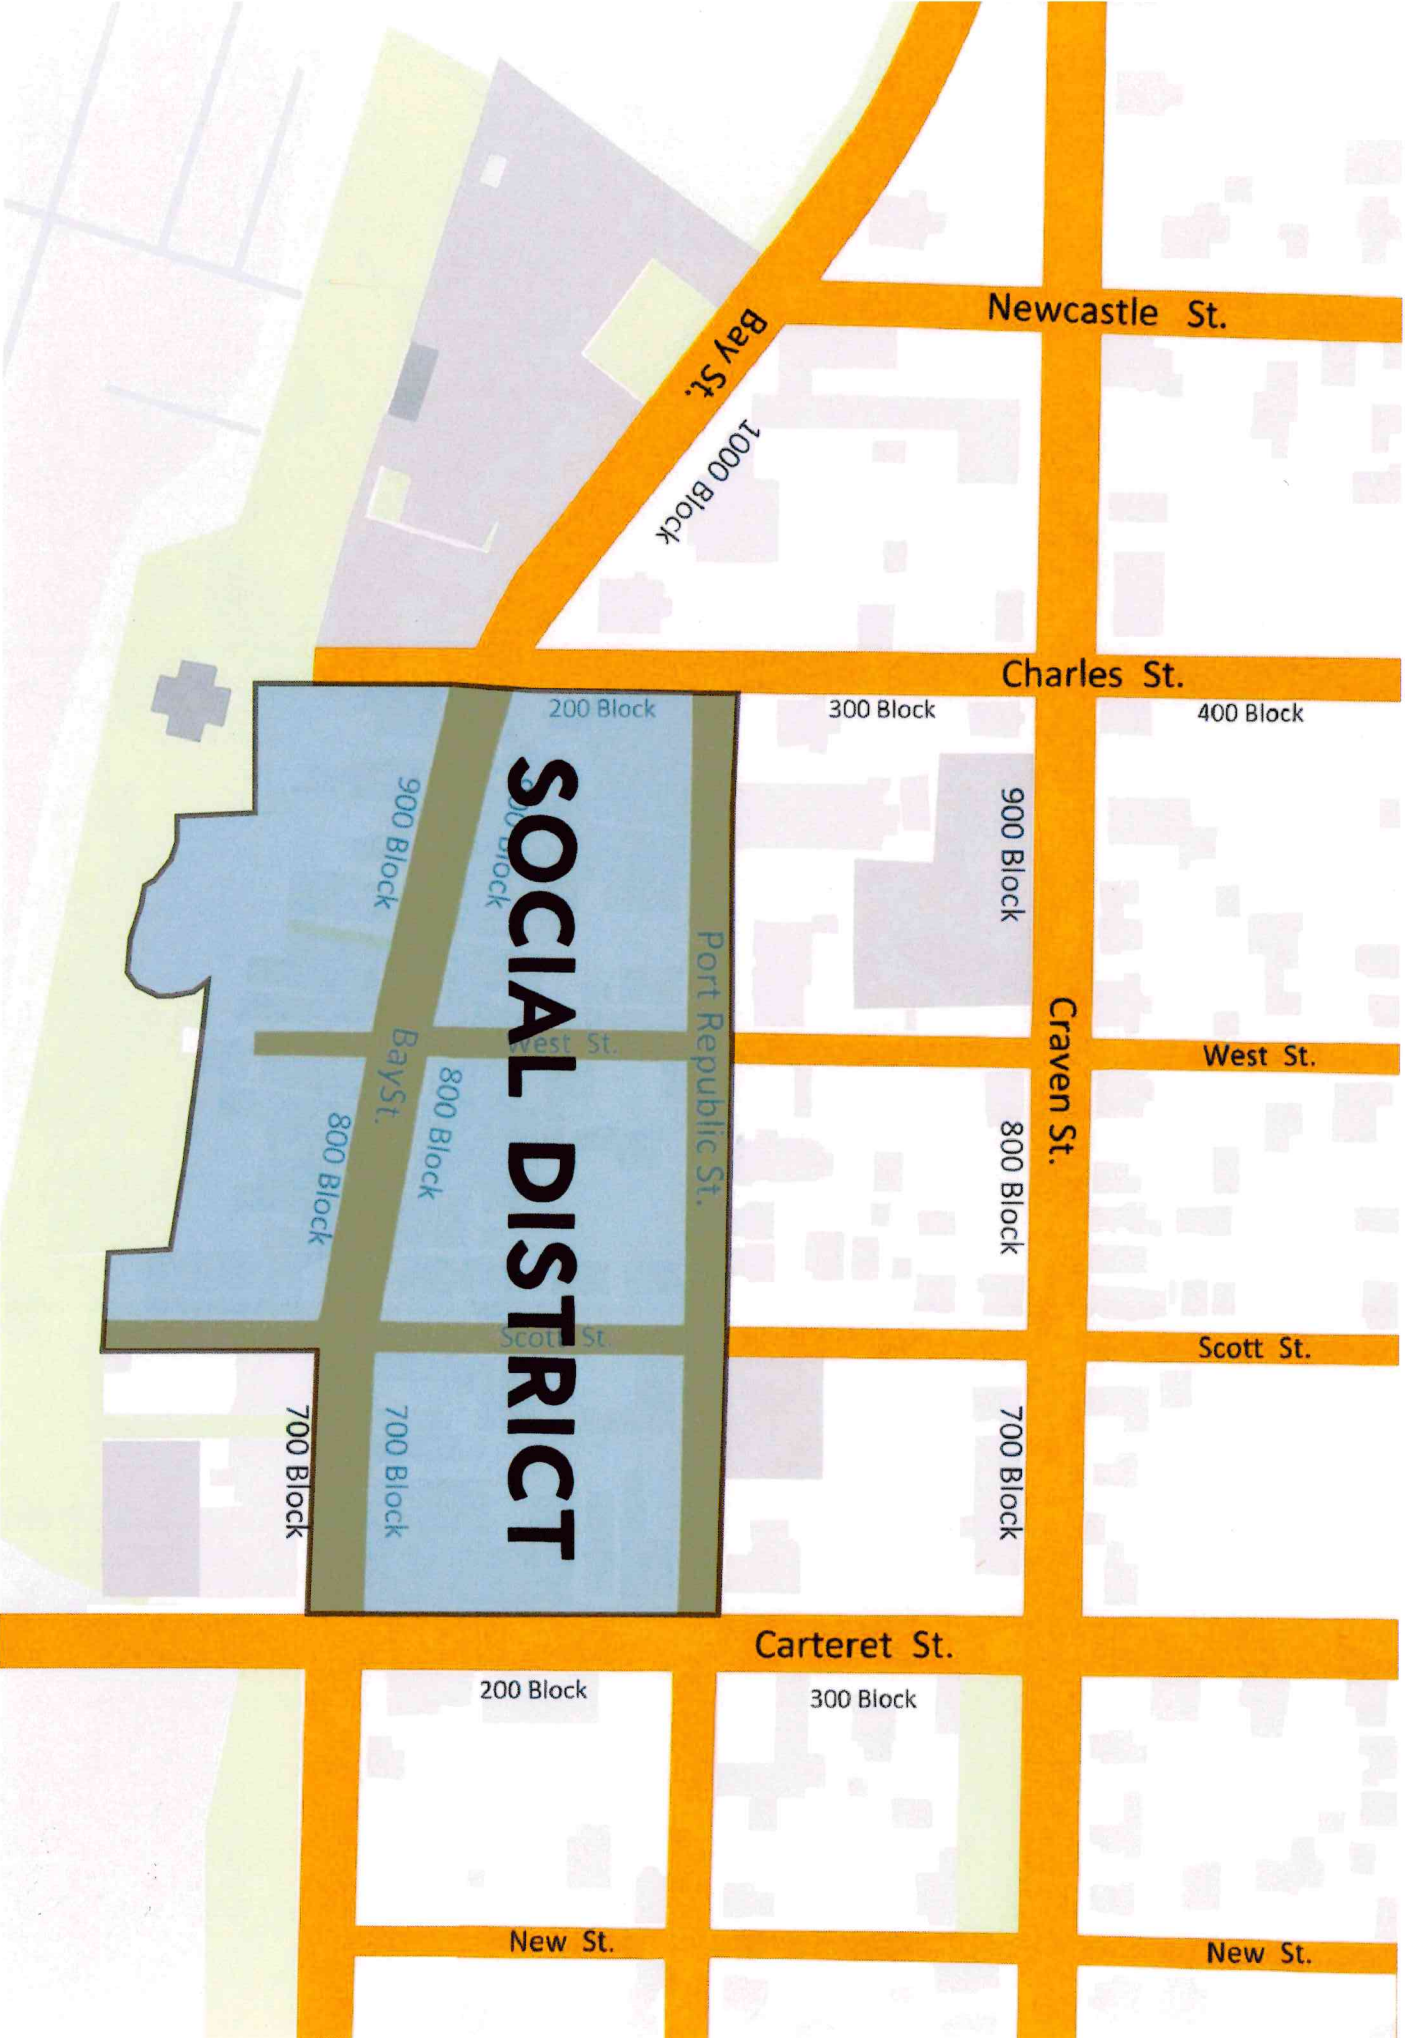 Newcastle St.
Bay St.
1000 Block
Charles St.
200 Block
300 Block
400 Block
900 Block
900 Block
900 Block
SOCIAL DISTRICT
Port Republic St.
Craven St.
Bay St.
West St.
West St.
800 Block
800 Block
800 Block
Scott St.
Scott St.
700 Block
700 Block
700 Block
Carteret St.
200 Block
300 Block
New St.
New St.